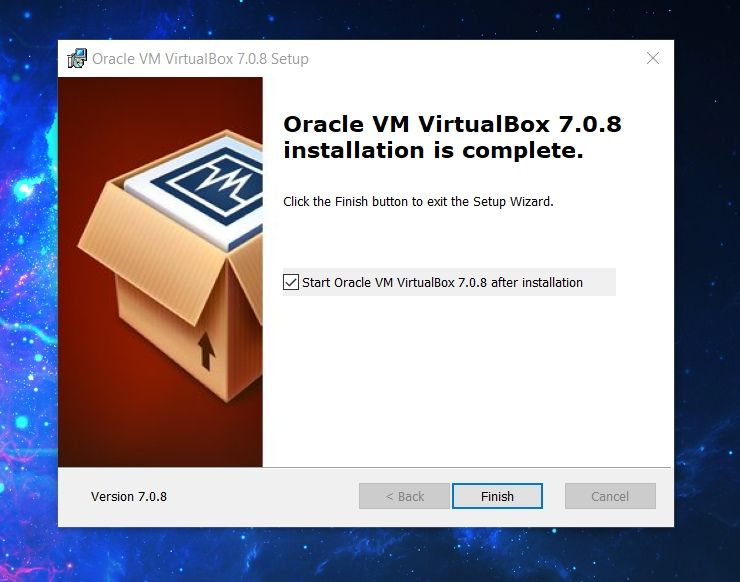 Oracle VM VirtualBox 7.0.8 Setup
Oracle VM VirtualBox 7.0.8
installation is complete.
Click the Finish button to exit the Setup Wizard.
Start Oracle VM VirtualBox 7.0.8 after installation
Version 7.0.8
< Back
Finish
Cancel